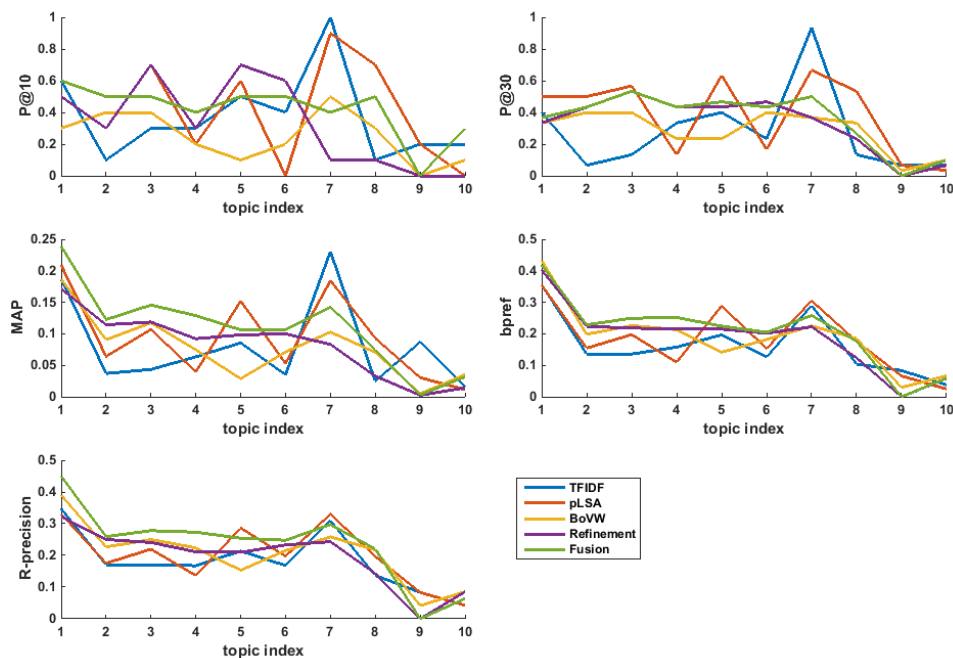 P@10
1
0.8
0.6
0.4
0.2
0
1 2 3 4 5 6 7 8 9 10
topic index
P@30
1
0.8
0.6
0.4
0.2
0
1 2 3 4 5 6 7 8 9 10
topic index
MAP
0.25
0.2
0.15
0.1
0.05
0
1 2 3 4 5 6 7 8 9 10
topic index
bpref
0.5
0.4
0.3
0.2
0.1
0
1 2 3 4 5 6 7 8 9 10
topic index
R-precision
0.5
0.4
0.3
0.2
0.1
0
1 2 3 4 5 6 7 8 9 10
topic index
TFIDF
pLSA
BoVW
Refinement
Fusion